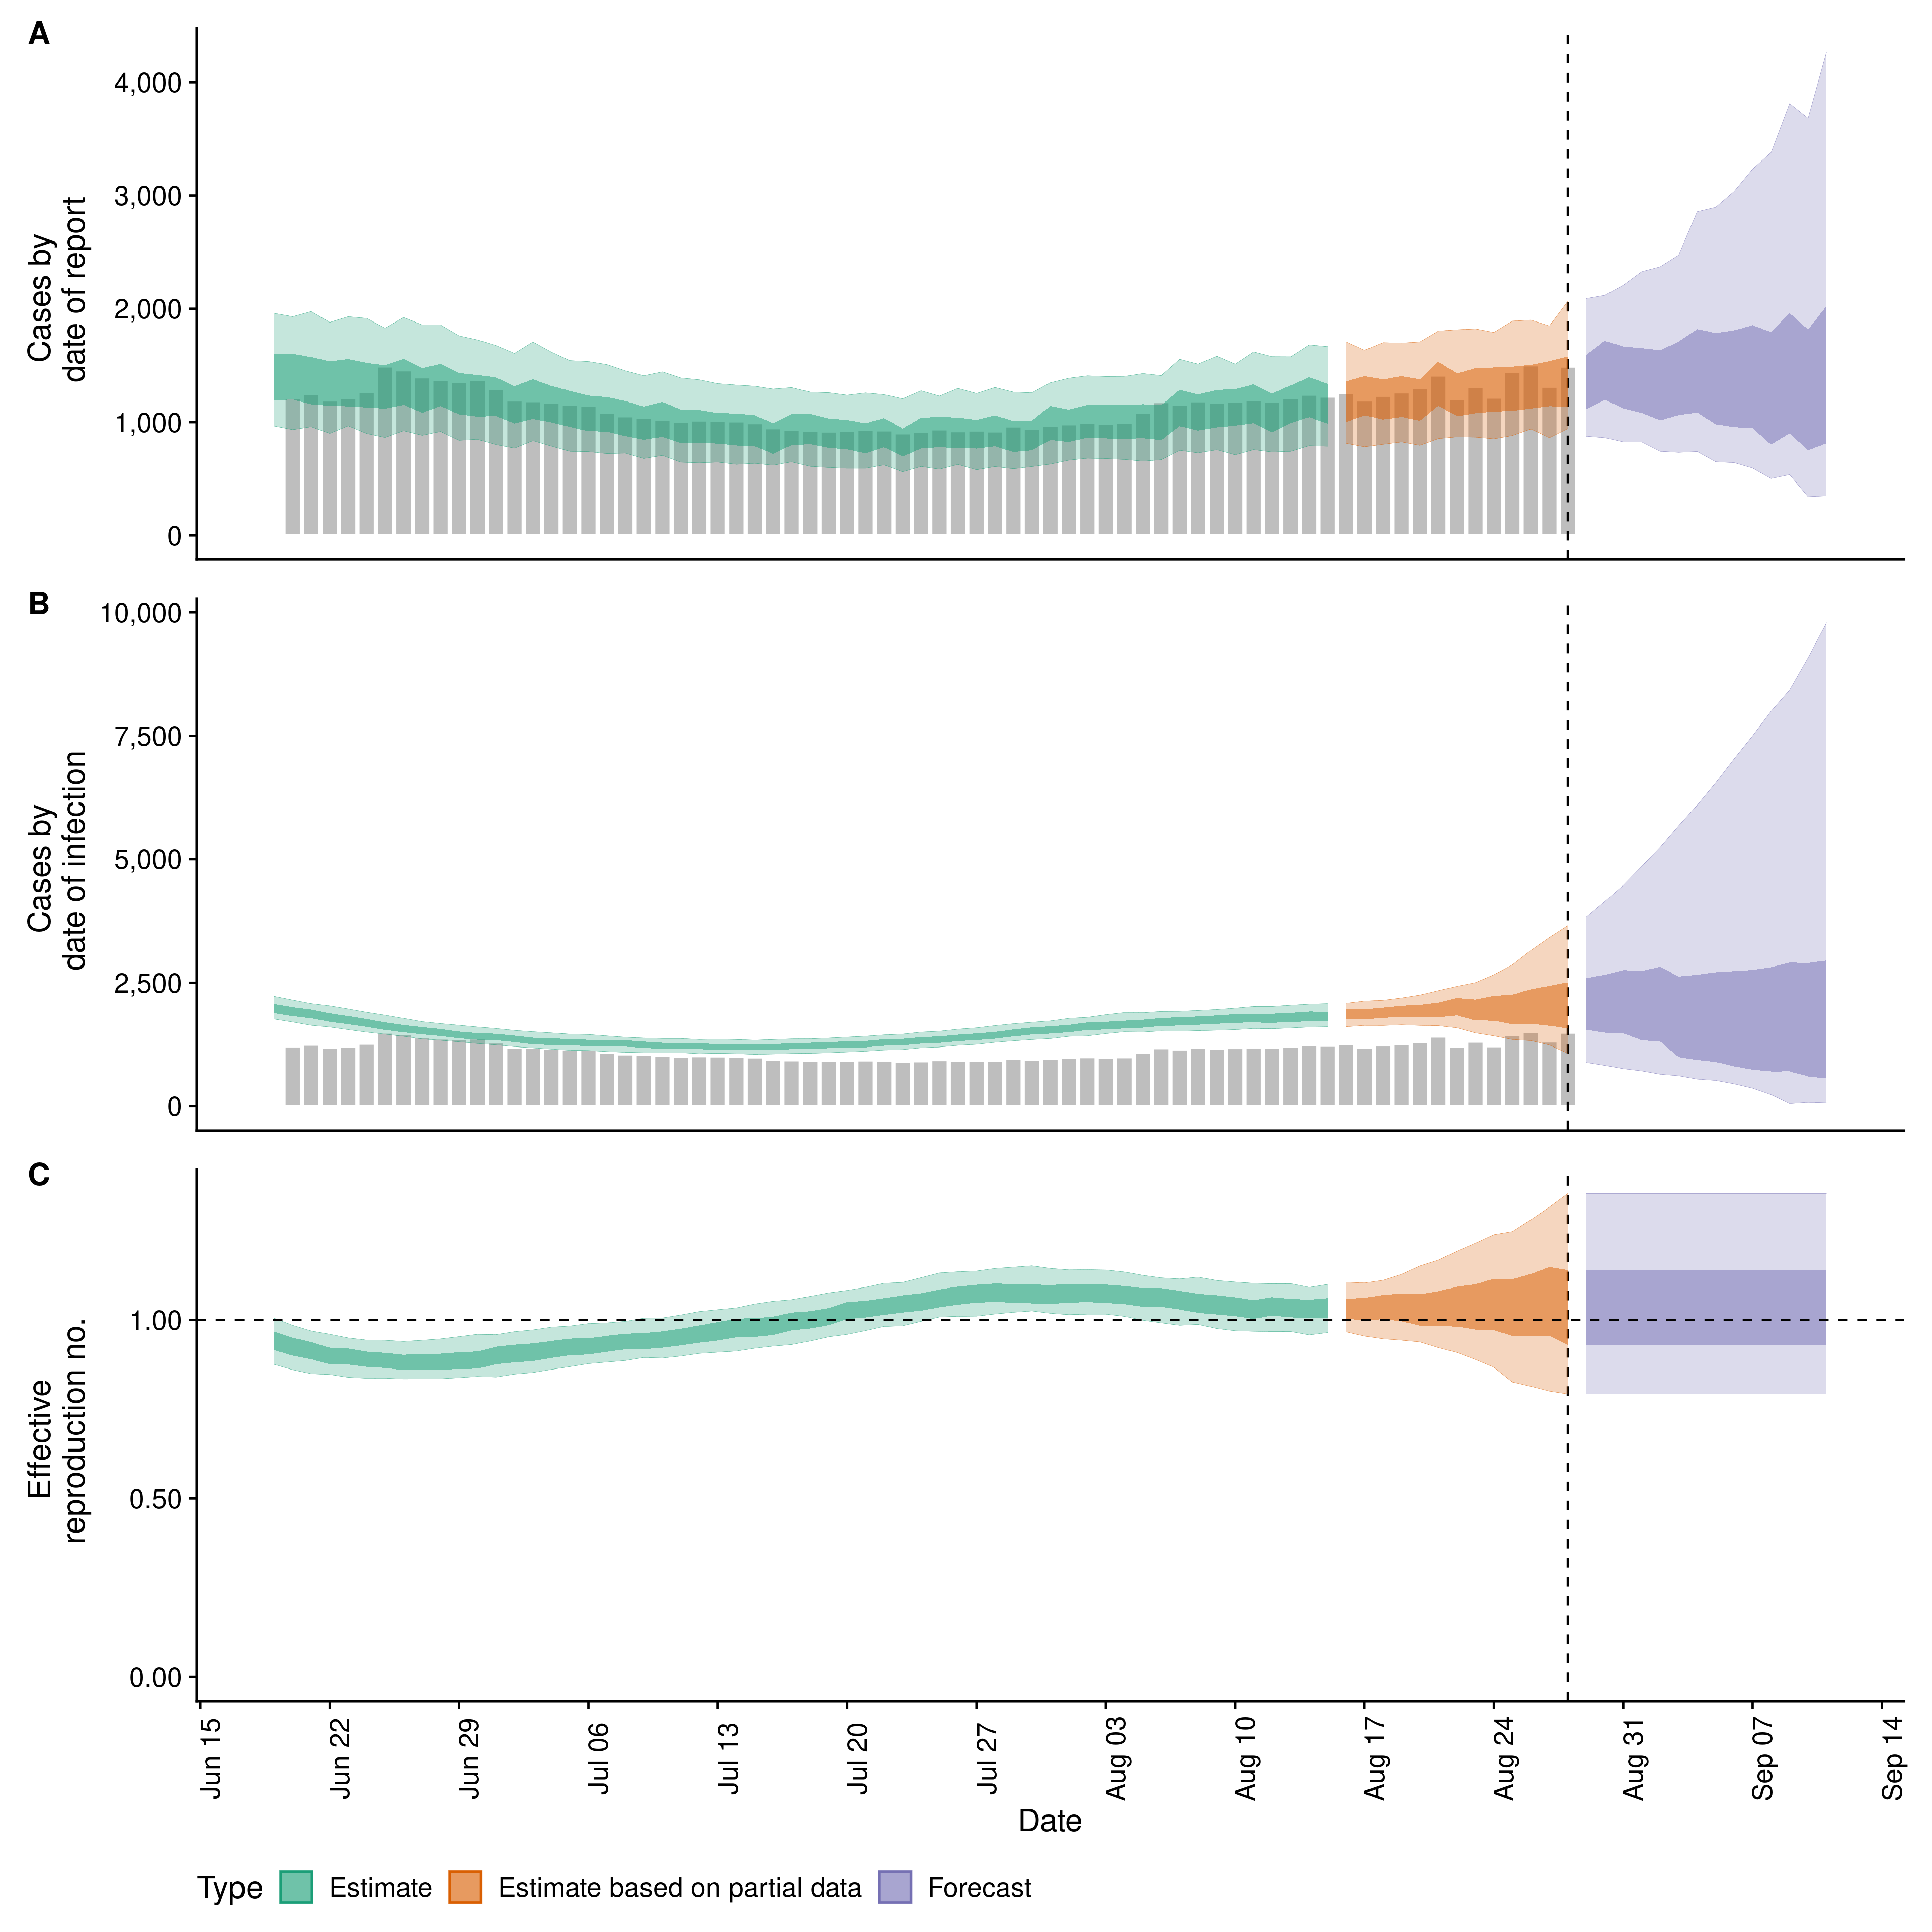 A
Cases by
date of report
4,000
3,000
2,000
1,000
0
B
Cases by
date of infection
10,000
7,500
5,000
2,500
0
C
Effective
reproduction no.
1.00
0.50
0.00
Jun 15
Jun 22
Jun 29
Jul 06
Jul 13
Jul 20
Jul 27
Aug 03
Aug 10
Aug 17
Aug 24
Aug 31
Sep 07
Sep 14
Date
Type Estimate Estimate based on partial data Forecast